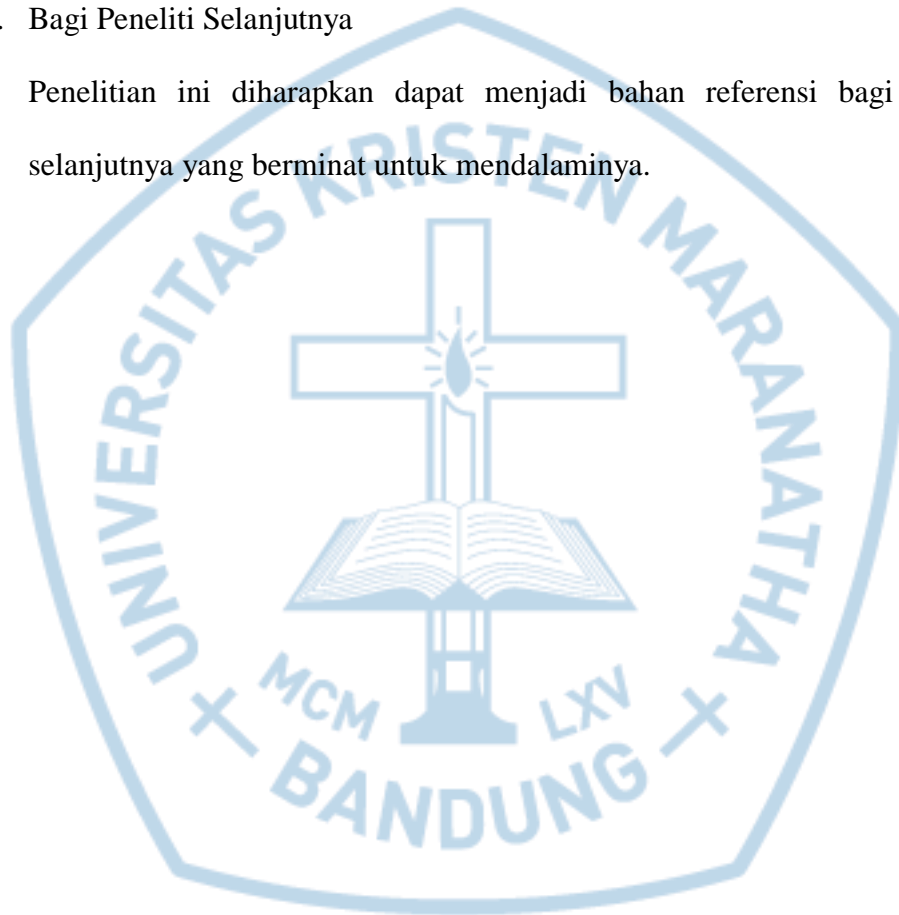 . Bagi Peneliti Selanjutnya
Penelitian ini diharapkan dapat menjadi bahan referensi bagi
selanjutnya yang berminat untuk mendalaminya.
UNIVERSITAS KRISTEN MARANATHA
MCM LXV
BANDUNG